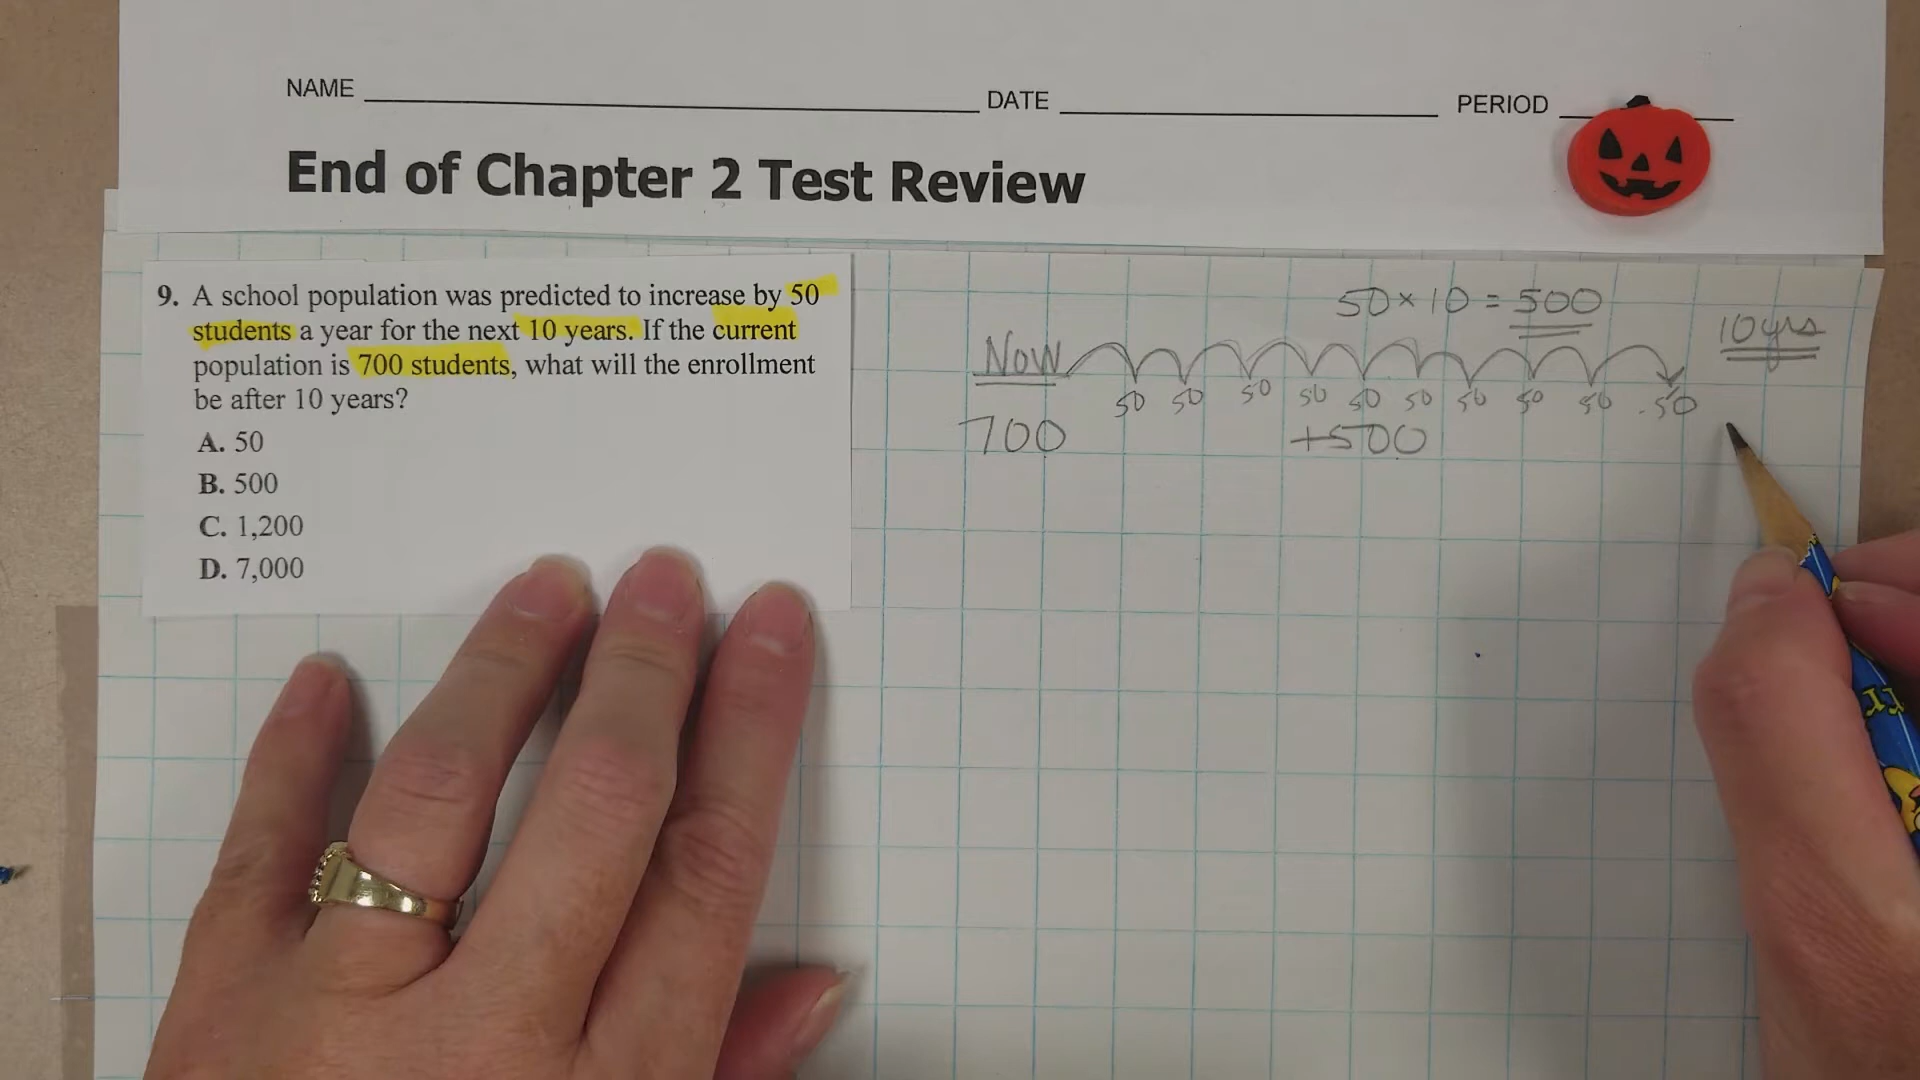 NAME DATE PERIOD
End of Chapter 2 Test Review
9. A school population was predicted to increase by 50
students a year for the next 10 years. If the current
population is 700 students, what will the enrollment
be after 10 years?
A. 50
B. 500
C. 1,200
D. 7,000
50 × 10 = 500
Now 10yrs
50 50 50 50 50 50 50 50 50 50
700 +500